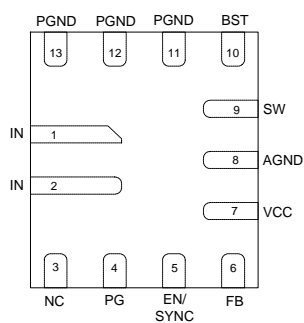 PGND PGND PGND BST
13 12 11 10
9 SW
IN 1
8 AGND
IN 2
7 VCC
3 4 5 6
NC PG EN/ FB
SYNC